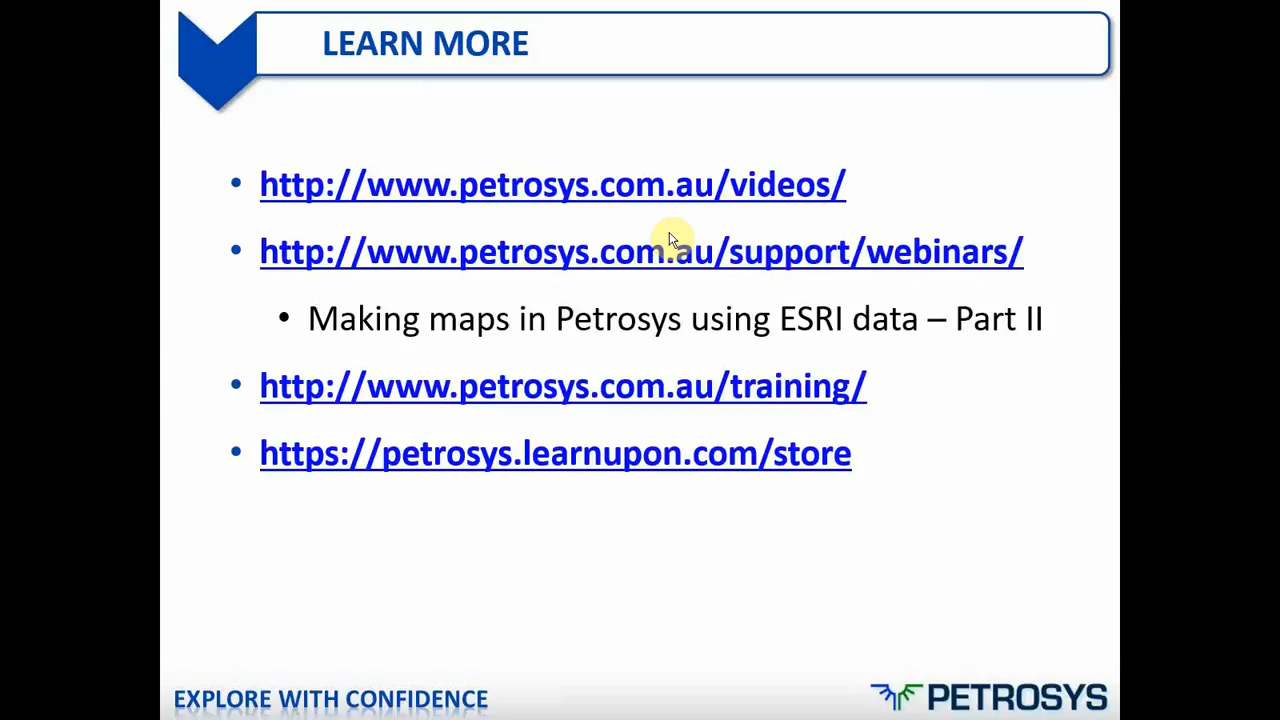 LEARN MORE
• http://www.petrosys.com.au/videos/
• http://www.petrosys.com.au/support/webinars/
• Making maps in Petrosys using ESRI data – Part II
• http://www.petrosys.com.au/training/
• https://petrosys.learnupon.com/store
EXPLORE WITH CONFIDENCE
PETROSYS